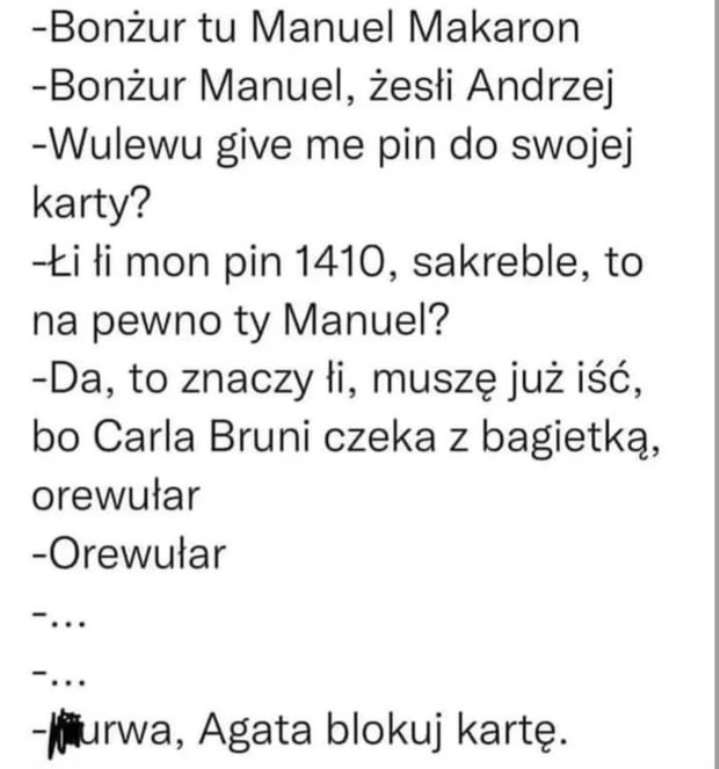 -Bonżur tu Manuel Makaron
-Bonżur Manuel, żesłi Andrzej
-Wulewu give me pin do swojej
karty?
-Łi łi mon pin 1410, sakreble, to
na pewno ty Manuel?
-Da, to znaczy łi, muszę już iść,
bo Carla Bruni czeka z bagietką,
orewułar
-Orewułar
-...
-...
-urwa, Agata blokuj kartę.